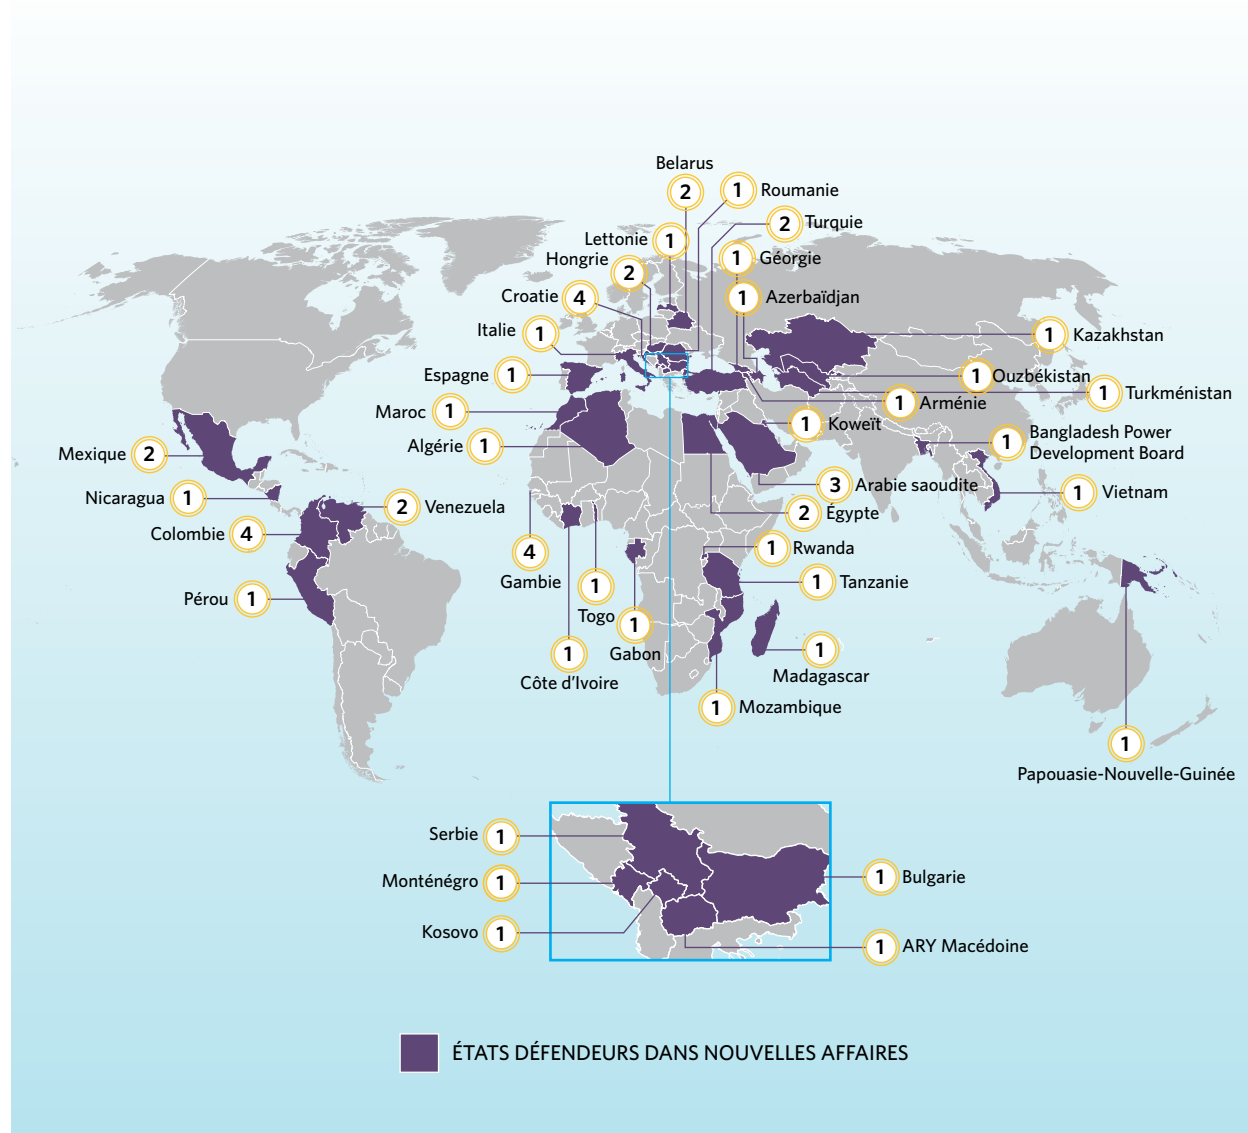 Belarus
2
1 Roumanie
2 Turquie
Lettonie 1
Hongrie
2
1 Géorgie
Croatie 4
1 Azerbaïdjan
Italie 1
1 Kazakhstan
Espagne 1
1 Ouzbékistan
1 Turkménistan
Maroc 1
1 Arménie
Algérie 1
1 Koweït
1 Bangladesh Power
Development Board
Mexique 2
Nicaragua 1
3 Arabie saoudite
1 Vietnam
2 Venezuela
2 Égypte
Colombie 4
4
Gambie
1 Rwanda
1
Togo
1 Tanzanie
Pérou 1
1
Gabon
1
Côte d'Ivoire
1
Madagascar
1 Mozambique
1
Papouasie-Nouvelle-Guinée
Serbie 1
Monténégro 1
1 Bulgarie
Kosovo 1
1 ARY Macédoine
ÉTATS DÉFENDEURS DANS NOUVELLES AFFAIRES